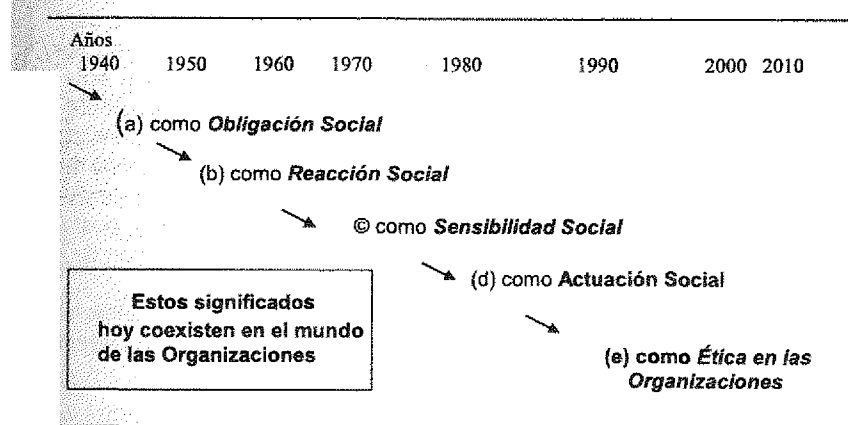 Años
1940 1950 1960 1970 1980 1990 2000 2010
(a) como Obligación Social
(b) como Reacción Social
© como Sensibilidad Social
(d) como Actuación Social
Estos significados
hoy coexisten en el mundo
de las Organizaciones
(e) como Ética en las
Organizaciones